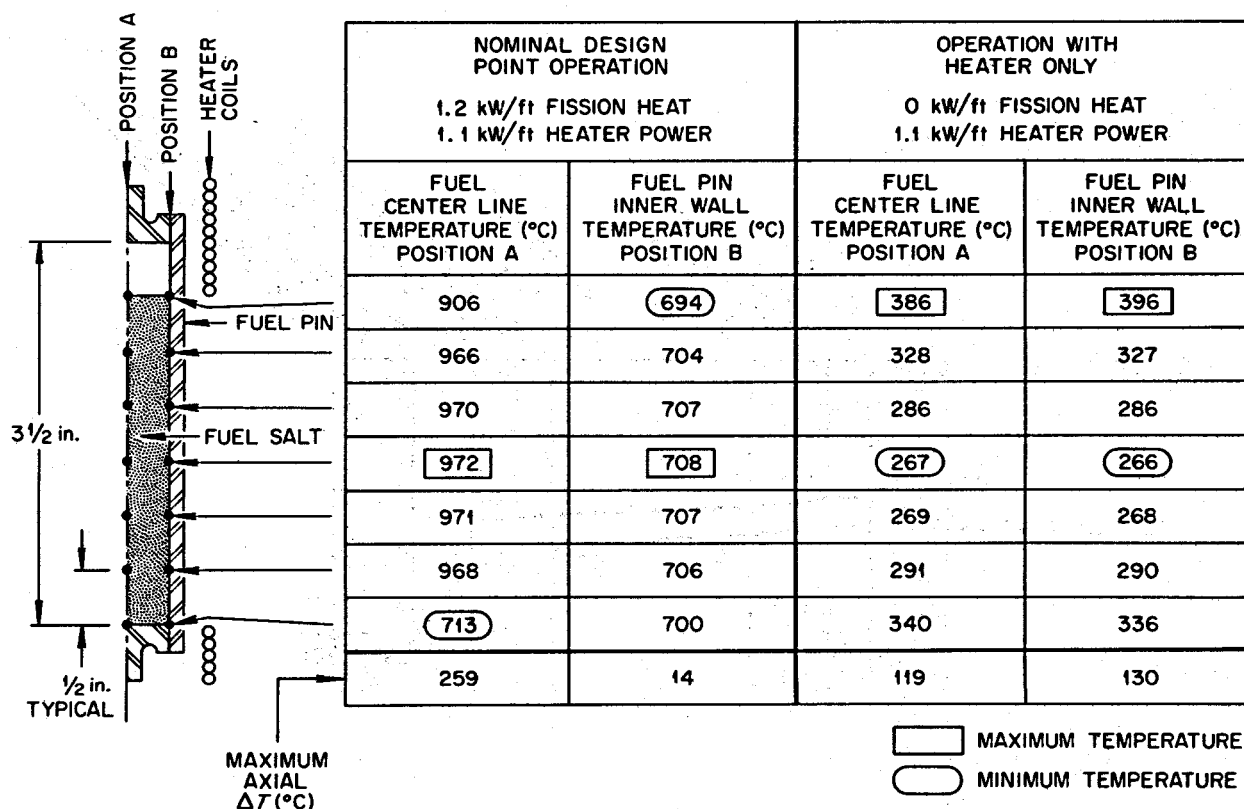 POSITION A
POSITION B
HEATER
COILS
NOMINAL DESIGN
POINT OPERATION
1.2 kW/ft FISSION HEAT
1.1 kW/ft HEATER POWER
OPERATION WITH
HEATER ONLY
0 kW/ft FISSION HEAT
1.1 kW/ft HEATER POWER
FUEL
CENTER LINE
TEMPERATURE (°C)
POSITION A
FUEL PIN
INNER WALL
TEMPERATURE (°C)
POSITION B
FUEL
CENTER LINE
TEMPERATURE (°C)
POSITION A
FUEL PIN
INNER WALL
TEMPERATURE (°C)
POSITION B
906 694 386 396
FUEL PIN
966 704 328 327
970 707 286 286
3 1/2 in.
FUEL SALT
972 708 267 266
971 707 269 268
968 706 291 290
713 700 340 336
1/2 in.
TYPICAL
259 14 119 130
MAXIMUM
AXIAL
ΔT (°C)
MAXIMUM TEMPERATURE
MINIMUM TEMPERATURE